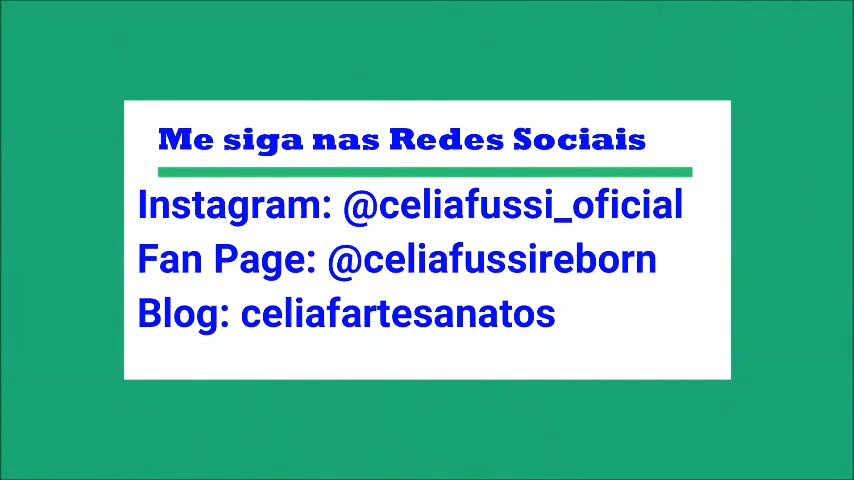 Me siga nas Redes Sociais
Instagram: @celiafussi_oficial
Fan Page: @celiafussireborn
Blog: celiafartesanatos